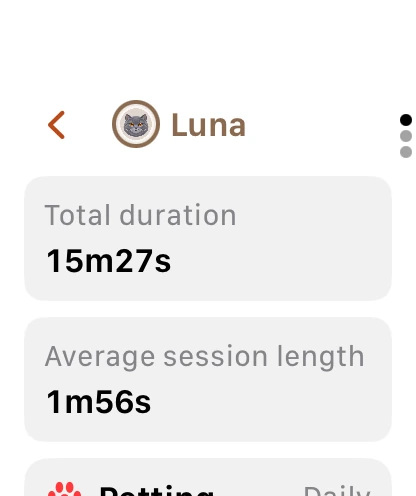 Luna
Total duration
15m27s
Average session length
1m56s
Petting Daily